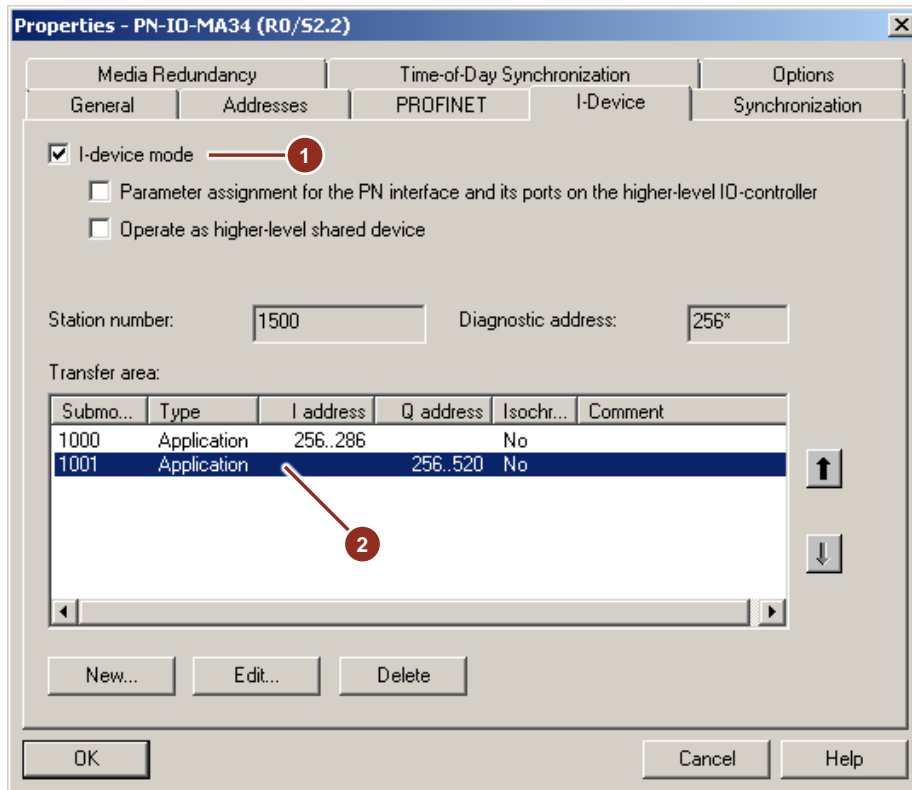 Properties - PN-IO-MA34 (R0/S2.2)
Media Redundancy Time-of-Day Synchronization Options
General Addresses PROFINET I-Device Synchronization
I-device mode 1
Parameter assignment for the PN interface and its ports on the higher-level IO-controller
Operate as higher-level shared device
Station number: 1500 Diagnostic address: 256*
Transfer area:
Submo... Type I address Q address Isochr... Comment
1000 Application 256..286 No
1001 Application 256..520 No
2
New... Edit... Delete
OK Cancel Help